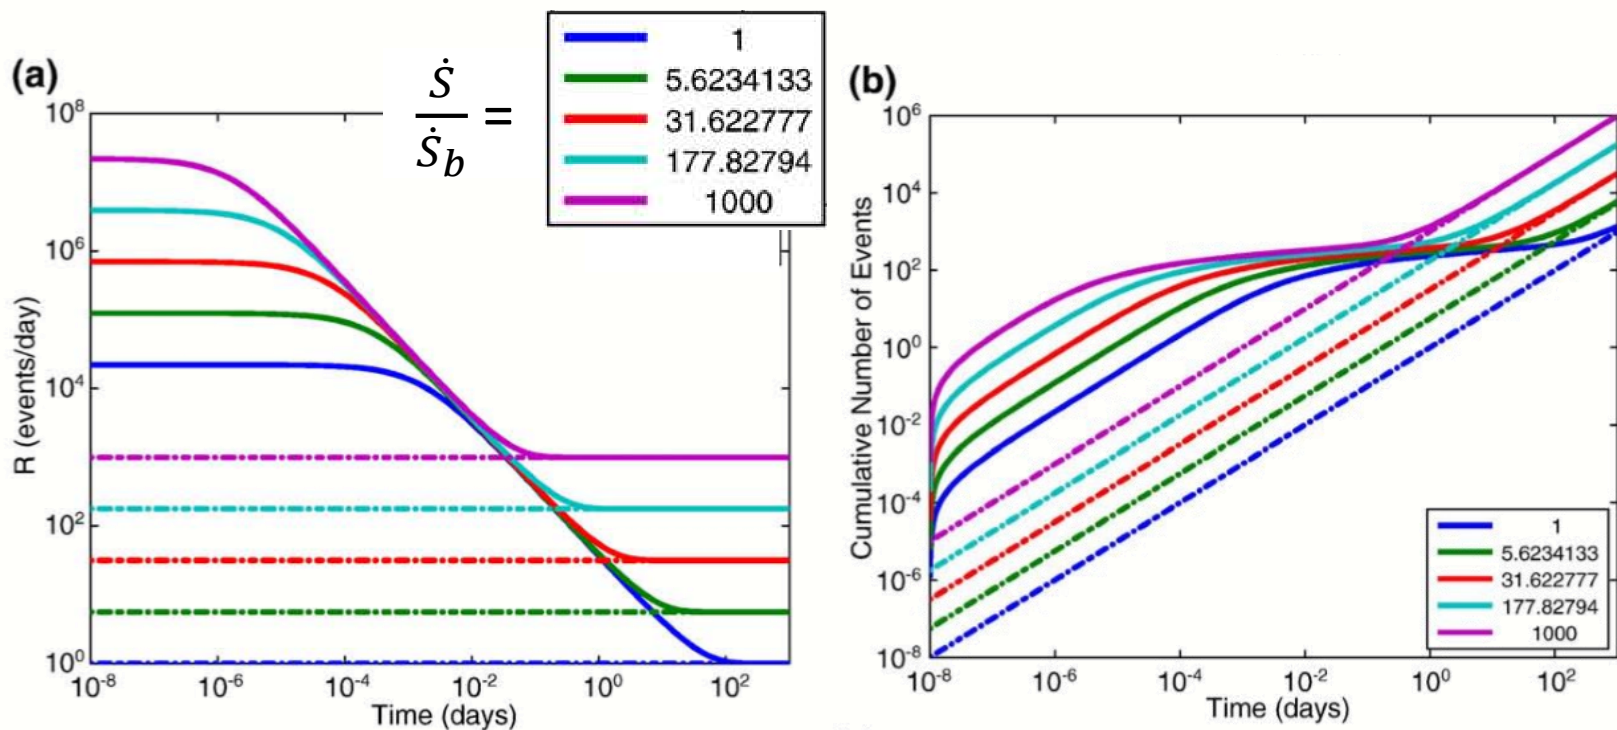 (a)
Ṡ/Ṡ_b =
1
5.6234133
31.622777
177.82794
1000
10^8
10^6
10^4
10^2
10^0
R (events/day)
10^-8 10^-6 10^-4 10^-2 10^0 10^2
Time (days)
(b)
10^6
10^4
10^2
10^0
10^-2
10^-4
10^-6
10^-8
Cumulative Number of Events
1
5.6234133
31.622777
177.82794
1000
10^-8 10^-6 10^-4 10^-2 10^0 10^2
Time (days)